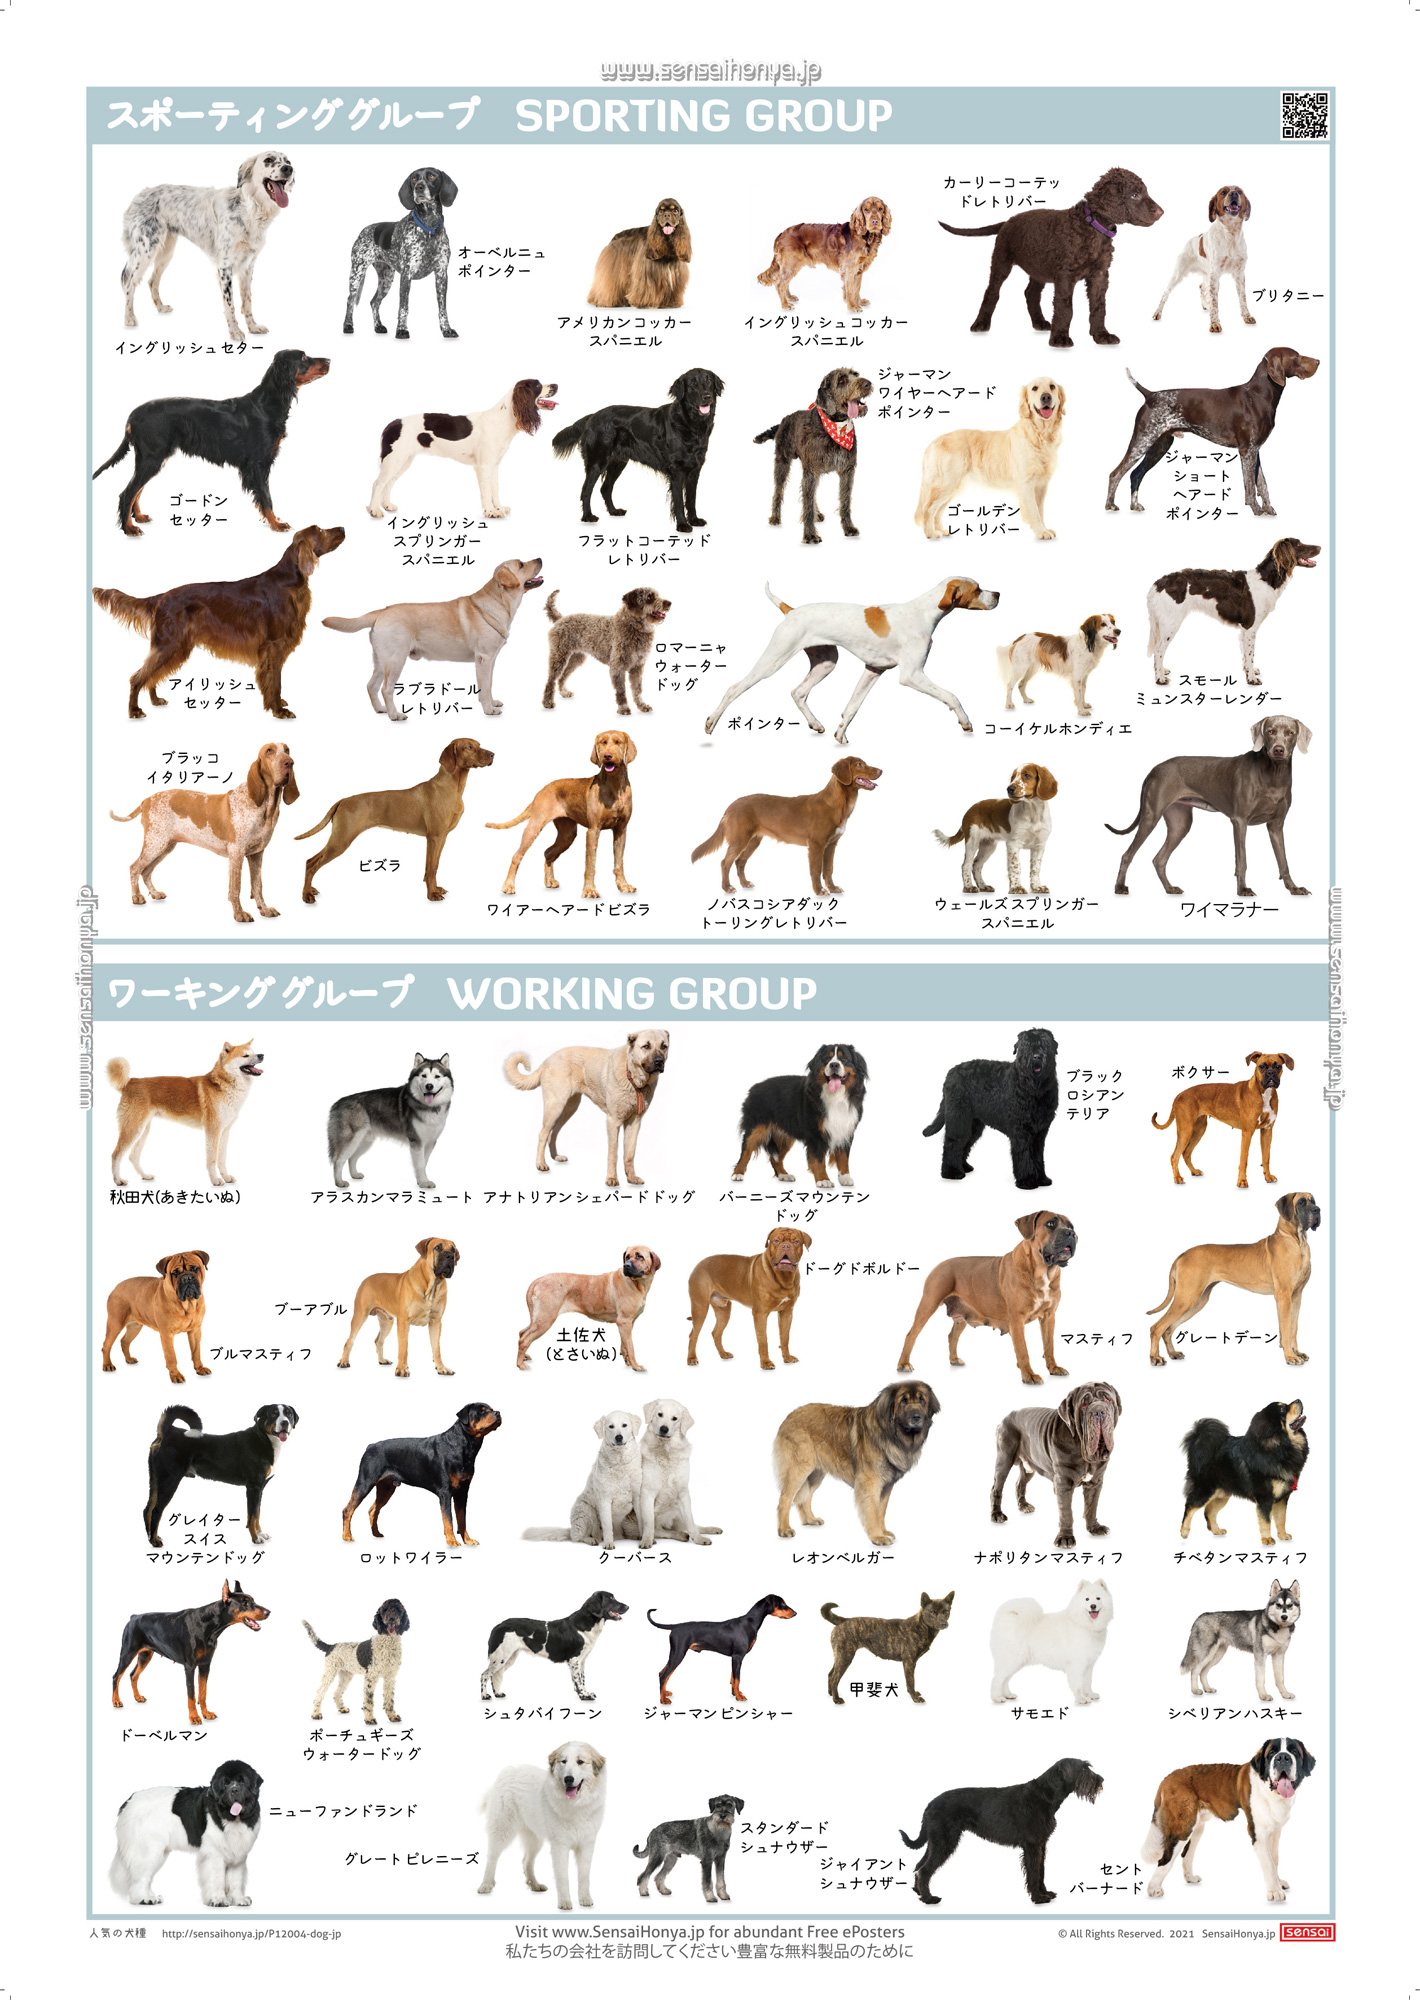 www.sensaihonya.jp
スポーティンググループ SPORTING GROUP
カーリーコーテッ
ドレトリバー
オーベルニュ
ポインター
ブリタニー
アメリカンコッカー
スパニエル
イングリッシュコッカー
スパニエル
イングリッシュセター
ジャーマン
ワイヤーヘアード
ポインター
ゴードン
セッター
イングリッシュ
スプリンガー
スパニエル
フラットコーテッド
レトリバー
ゴールデン
レトリバー
ジャーマン
ショート
ヘアード
ポインター
アイリッシュ
セッター
ラブラドール
レトリバー
ロマーニャ
ウォーター
ドッグ
ポインター
コーイケルホンディエ
スモール
ミュンスターレンダー
ブラッコ
イタリアーノ
ビズラ
ワイアーヘアードビズラ
ノバスコシアダック
トーリングレトリバー
ウェールズスプリンガー
スパニエル
ワイマラナー
www.sensaihonya.jp
www.sensaihonya.jp
ワーキンググループ WORKING GROUP
秋田犬(あきたいぬ)
アラスカンマラミュート
アナトリアンシェパードドッグ
バーニーズマウンテン
ドッグ
ブラック
ロシアン
テリア
ボクサー
ブルマスティフ
ブーアブル
土佐犬
(とさいぬ)
ドーグドボルドー
マスティフ
グレートデーン
グレイター
スイス
マウンテンドッグ
ロットワイラー
クーバース
レオンベルガー
ナポリタンマスティフ
チベタンマスティフ
ドーベルマン
ポーチュギーズ
ウォータードッグ
シュタバイフーン
ジャーマンピンシャー
甲斐犬
サモエド
シベリアンハスキー
ニューファンドランド
グレートピレニーズ
スタンダード
シュナウザー
ジャイアント
シュナウザー
セント
バーナード
人気の犬種 http://sensaihonya.jp/P12004-dog-jp
Visit www.SensaiHonya.jp for abundant Free ePosters
私たちの会社を訪問してください豊富な無料製品のために
© All Rights Reserved. 2021 SensaiHonya.jp sensai